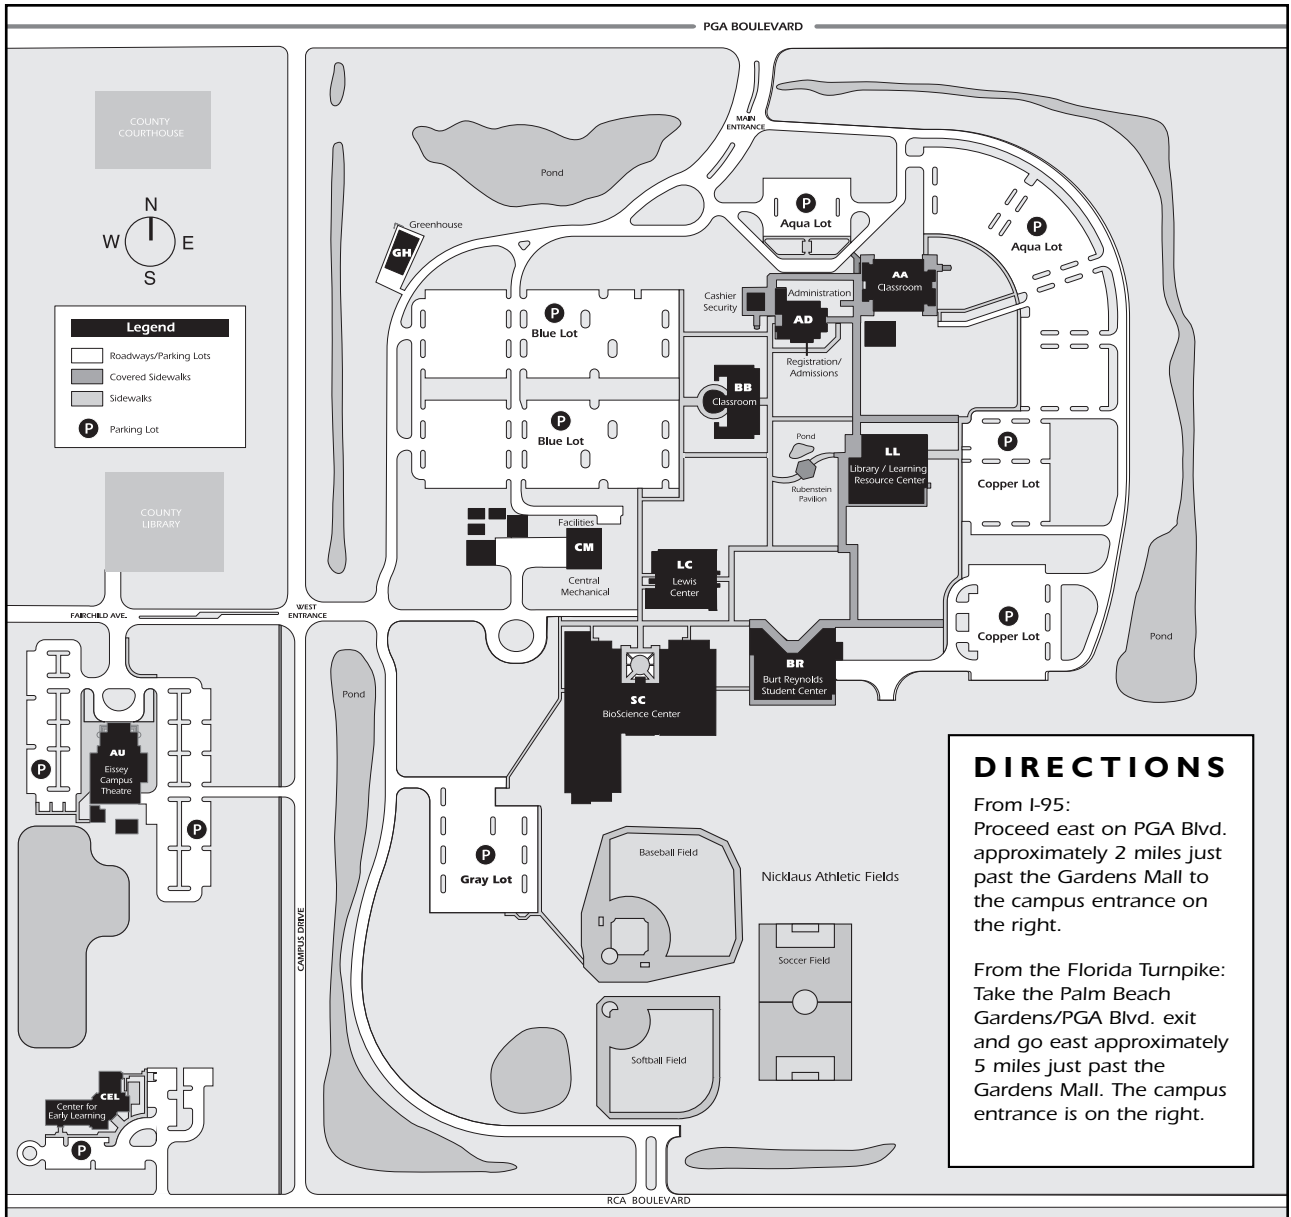 PGA BOULEVARD
COUNTY
COURTHOUSE
MAIN
ENTRANCE
Pond
N
W
E
S
P
Aqua Lot
P
Aqua Lot
Greenhouse
GH
AA
Classroom
Cashier
Security
Administration
AD
Registration/
Admissions
Legend
Roadways/Parking Lots
Covered Sidewalks
Sidewalks
P
Parking Lot
P
Blue Lot
P
Blue Lot
BB
Classroom
Pond
Rubenstein
Pavilion
LL
Library / Learning
Resource Center
P
Copper Lot
COUNTY
LIBRARY
Facilities
CM
Central
Mechanical
LC
Lewis
Center
FAIRCHILD AVE.
WEST
ENTRANCE
P
Copper Lot
Pond
Pond
BR
Burt Reynolds
Student Center
SC
BioScience Center
AU
Eissey
Campus
Theatre
P
P
P
Gray Lot
Baseball Field
Nicklaus Athletic Fields
Soccer Field
Softball Field
CAMPUS DRIVE
CEL
Center for
Early Learning
P
RCA BOULEVARD
DIRECTIONS
From I-95:
Proceed east on PGA Blvd.
approximately 2 miles just
past the Gardens Mall to
the campus entrance on
the right.
From the Florida Turnpike:
Take the Palm Beach
Gardens/PGA Blvd. exit
and go east approximately
5 miles just past the
Gardens Mall. The campus
entrance is on the right.